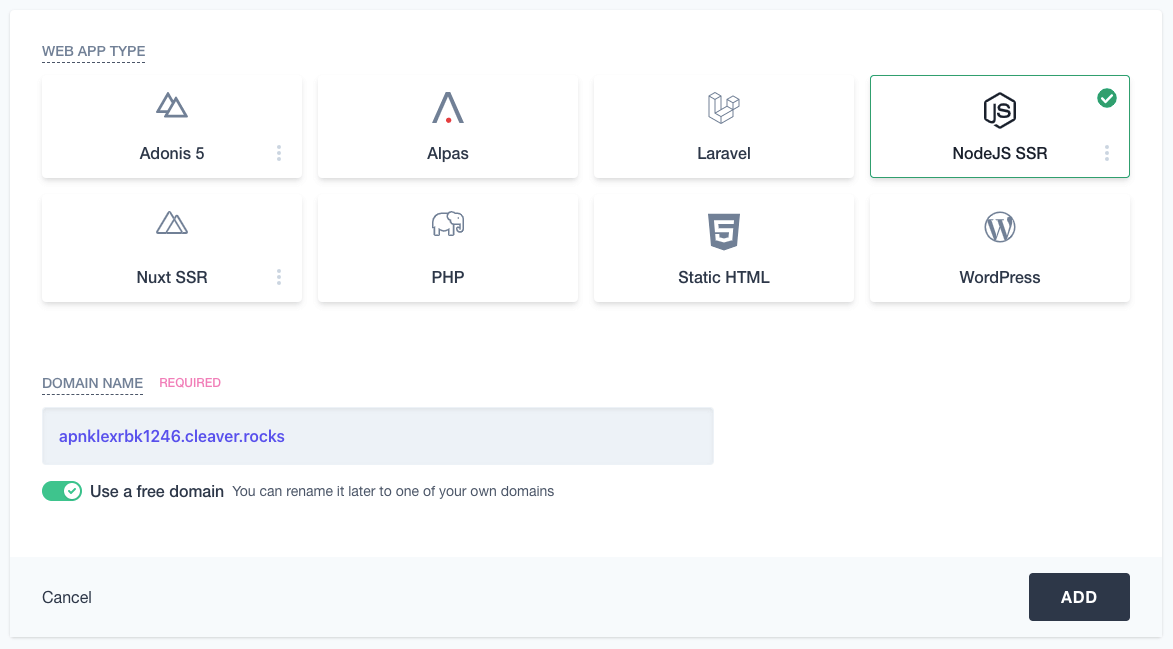 WEB APP TYPE
Adonis 5
Alpas
Laravel
JS
NodeJS SSR
Nuxt SSR
PHP
5
Static HTML
W
WordPress
DOMAIN NAME REQUIRED
apnklexrbk1246.cleaver.rocks
Use a free domain You can rename it later to one of your own domains
Cancel
ADD